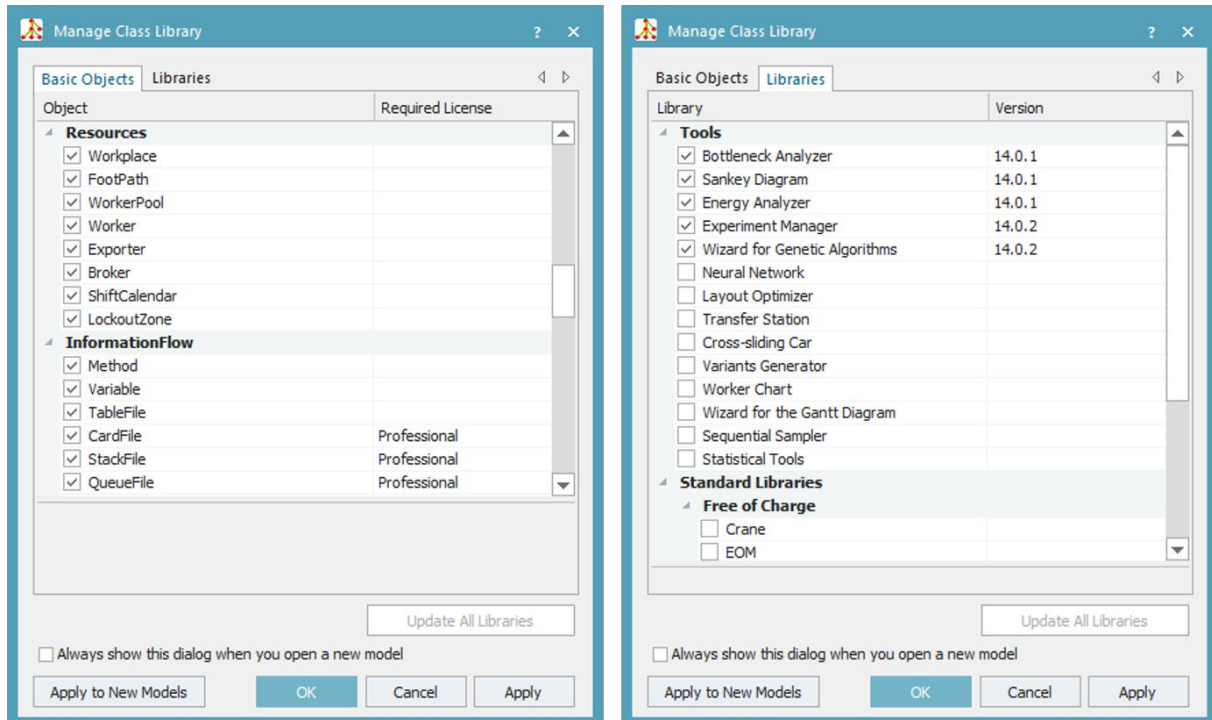 Manage Class Library ? ×
Basic Objects Libraries
Object Required License
Resources
Workplace
FootPath
WorkerPool
Worker
Exporter
Broker
ShiftCalendar
LockoutZone
InformationFlow
Method
Variable
TableFile
CardFile Professional
StackFile Professional
QueueFile Professional
Update All Libraries
Always show this dialog when you open a new model
Apply to New Models OK Cancel Apply
Manage Class Library ? ×
Basic Objects Libraries
Library Version
Tools
Bottleneck Analyzer 14.0.1
Sankey Diagram 14.0.1
Energy Analyzer 14.0.1
Experiment Manager 14.0.2
Wizard for Genetic Algorithms 14.0.2
Neural Network
Layout Optimizer
Transfer Station
Cross-sliding Car
Variants Generator
Worker Chart
Wizard for the Gantt Diagram
Sequential Sampler
Statistical Tools
Standard Libraries
Free of Charge
Crane
EOM
Update All Libraries
Always show this dialog when you open a new model
Apply to New Models OK Cancel Apply